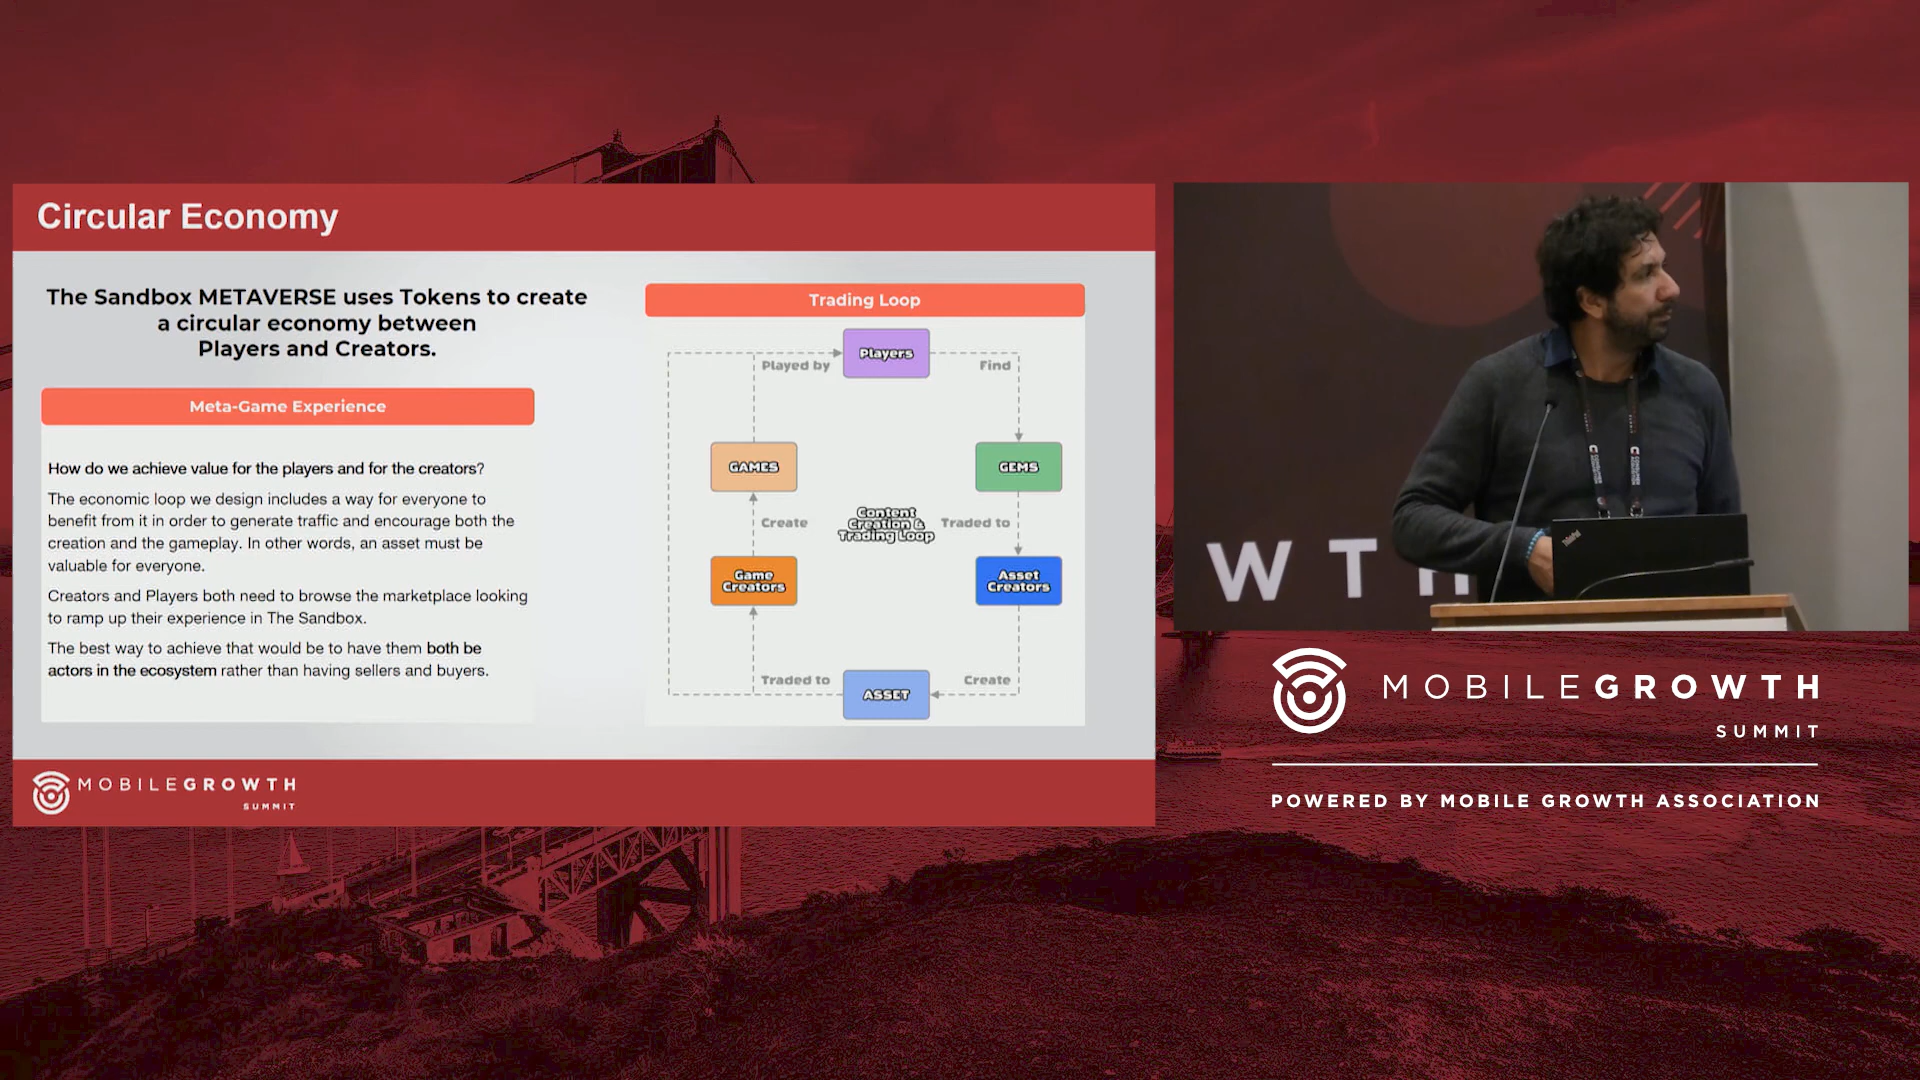 Circular Economy
The Sandbox METAVERSE uses Tokens to create
a circular economy between
Players and Creators.
Meta-Game Experience
How do we achieve value for the players and for the creators?
The economic loop we design includes a way for everyone to
benefit from it in order to generate traffic and encourage both the
creation and the gameplay. In other words, an asset must be
valuable for everyone.
Creators and Players both need to browse the marketplace looking
to ramp up their experience in The Sandbox.
The best way to achieve that would be to have them both be
actors in the ecosystem rather than having sellers and buyers.
Trading Loop
Players
Played by
Find
GAMES
GEMS
Content
Creation &
Trading Loop
Create
Traded to
Game
Creators
Asset
Creators
Traded to
ASSET
Create
MOBILEGROWTH
SUMMIT
WTH
ThinkPad
MOBILEGROWTH
SUMMIT
POWERED BY MOBILE GROWTH ASSOCIATION